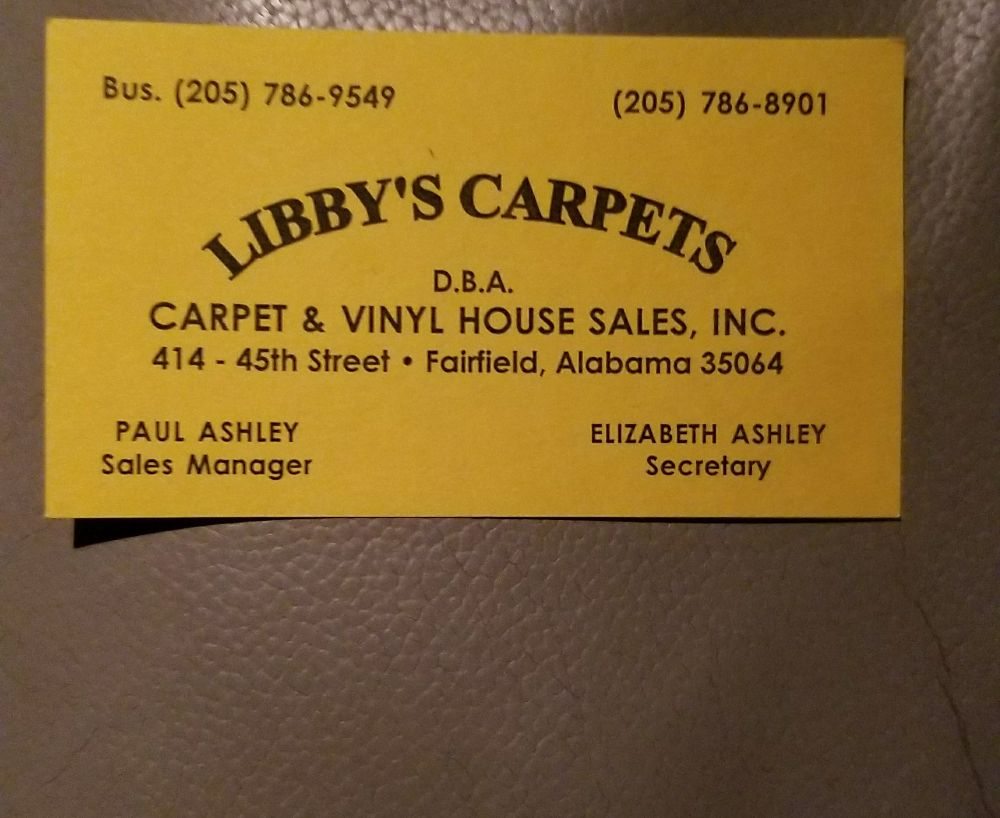 Bus. (205) 786-9549
(205) 786-8901
LIBBY'S CARPETS
D.B.A.
CARPET & VINYL HOUSE SALES, INC.
414 - 45th Street • Fairfield, Alabama 35064
PAUL ASHLEY
Sales Manager
ELIZABETH ASHLEY
Secretary